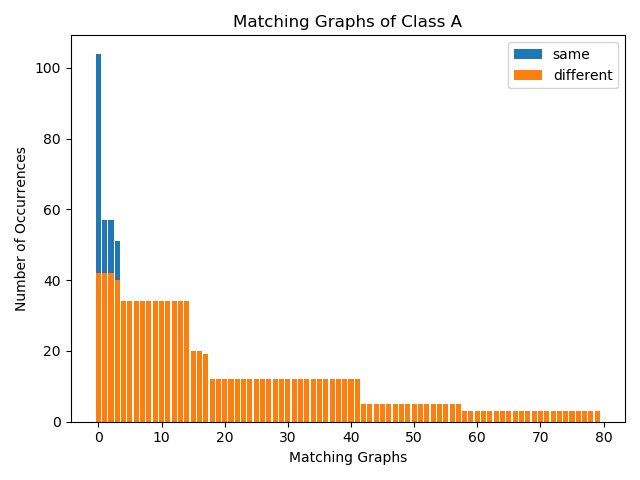 Matching Graphs of Class A
same
different
Number of Occurrences
100
80
60
40
20
0
0 10 20 30 40 50 60 70 80
Matching Graphs